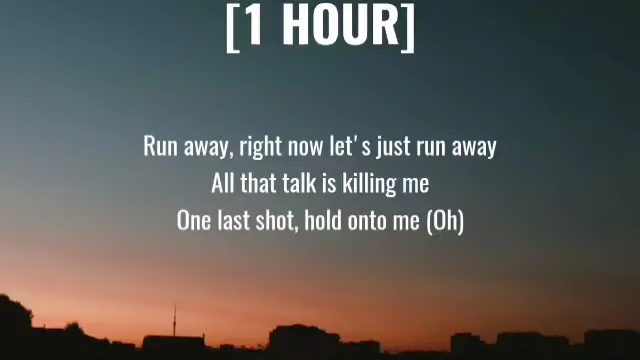 [1 HOUR]
Run away, right now let's just run away
All that talk is killing me
One last shot, hold onto me (Oh)